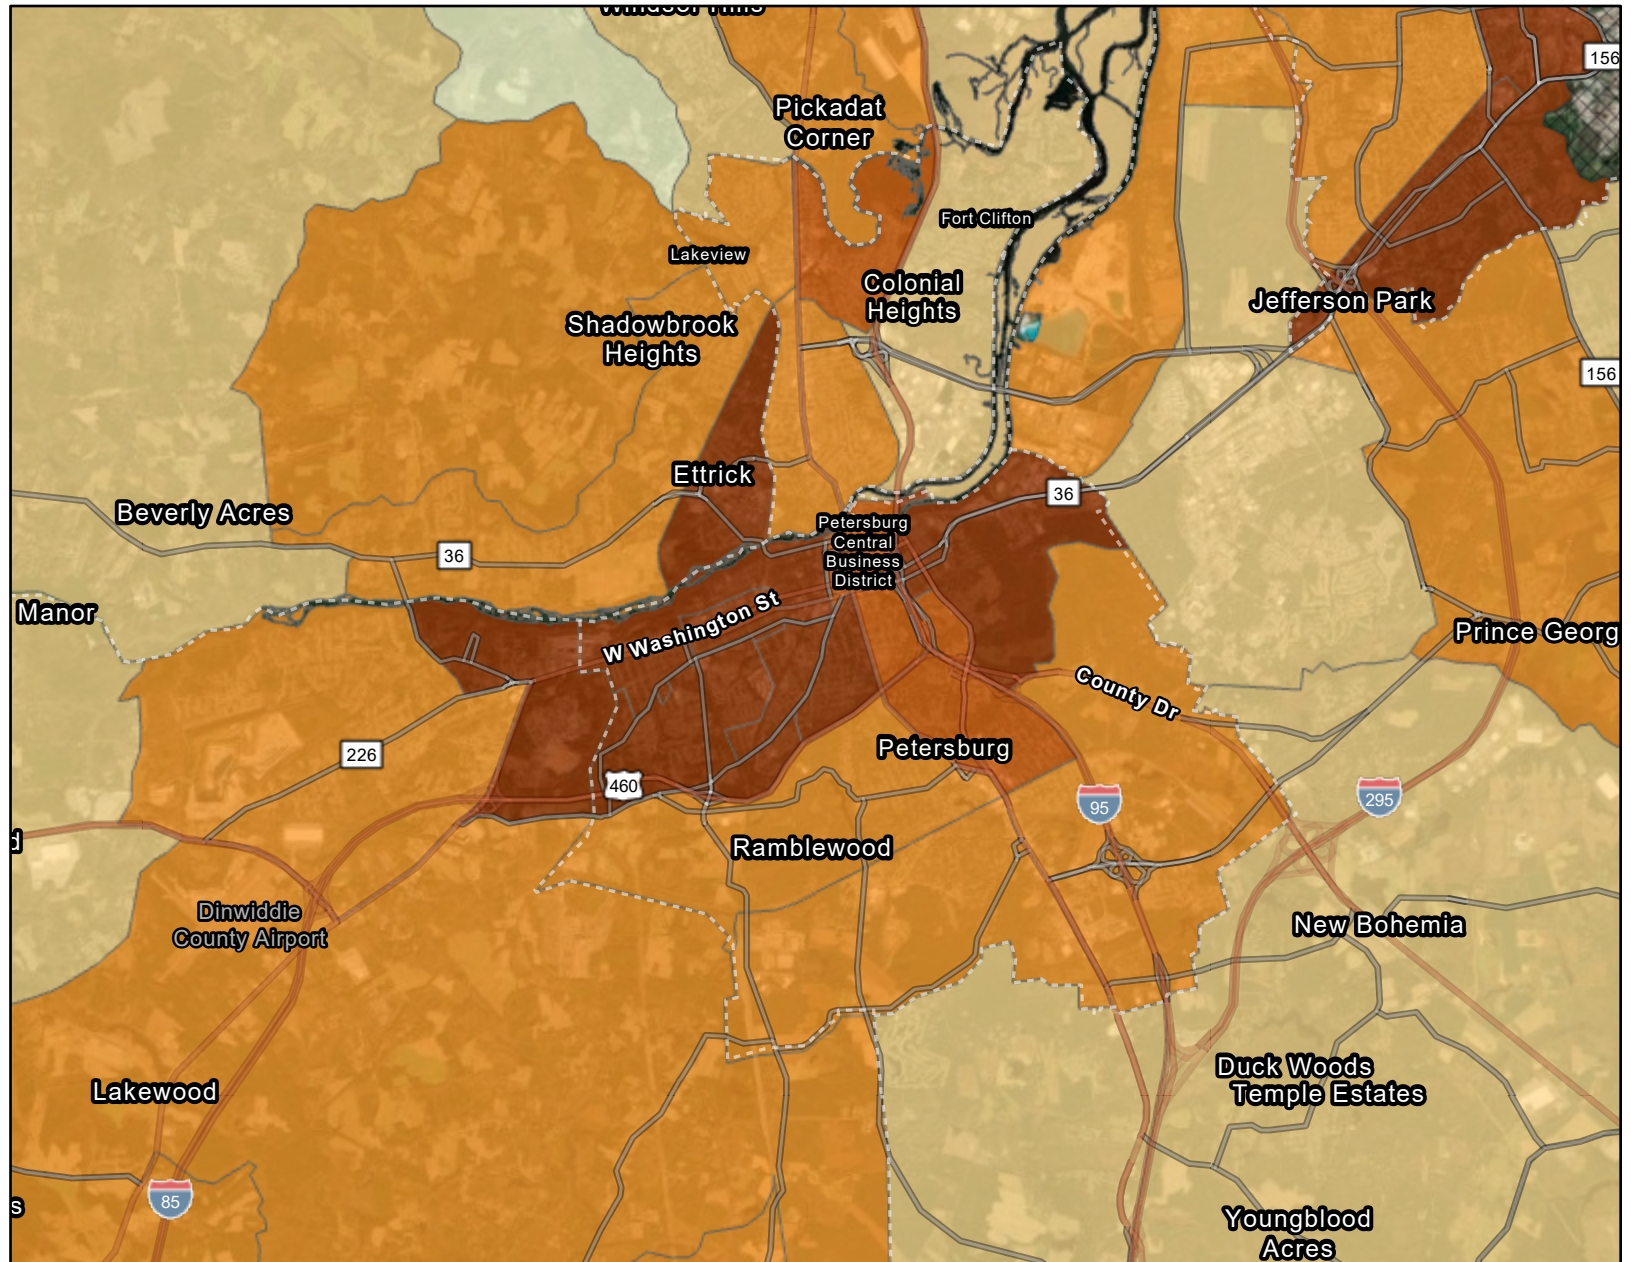 Windsor Hills
156
Pickadat
Corner
Fort Clifton
Lakeview
Colonial
Heights
Jefferson Park
Shadowbrook
Heights
156
Ettrick
36
Beverly Acres
Petersburg
Central
Business
District
36
Manor
W Washington St
Prince Georg
County Dr
Petersburg
226
460
95
295
d
Ramblewood
Dinwiddie
County Airport
New Bohemia
Duck Woods
Temple Estates
Lakewood
85
s
Youngblood
Acres